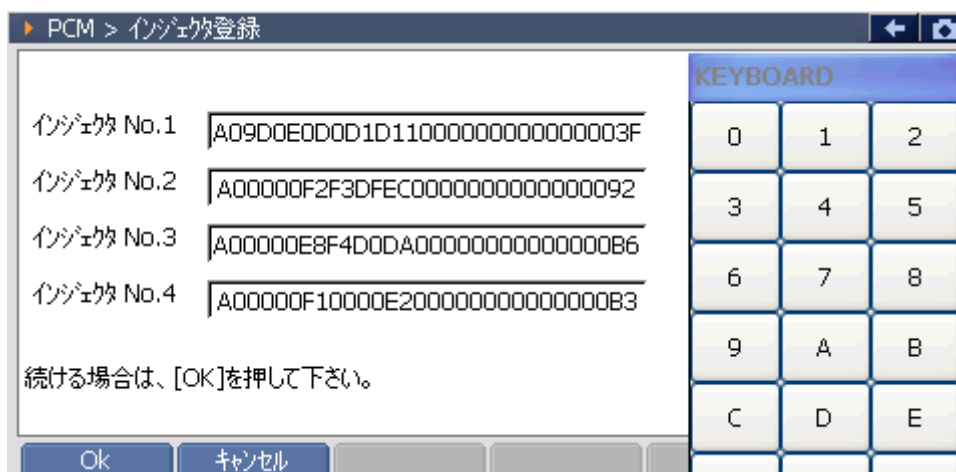 PCM > インジェクタ登録
KEYBOARD
インジェクタ No.1 A09D0E0D0D1D11000000000000003F
インジェクタ No.2 A00000F2F3DFEC0000000000000092
インジェクタ No.3 A00000E8F4D0DA00000000000000B6
インジェクタ No.4 A00000F10000E200000000000000B3
続ける場合は、[OK]を押して下さい。
0 1 2
3 4 5
6 7 8
9 A B
C D E
Ok キャンセル